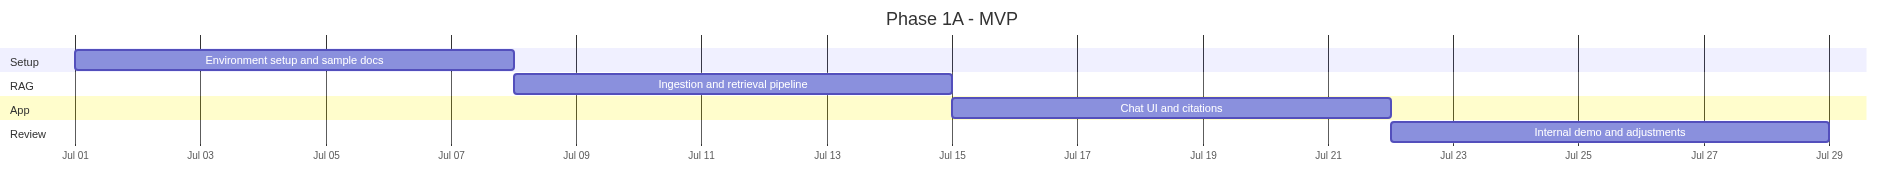 Phase 1A - MVP
Setup
Environment setup and sample docs
RAG
Ingestion and retrieval pipeline
App
Chat UI and citations
Review
Internal demo and adjustments
Jul 01 Jul 03 Jul 05 Jul 07 Jul 09 Jul 11 Jul 13 Jul 15 Jul 17 Jul 19 Jul 21 Jul 23 Jul 25 Jul 27 Jul 29